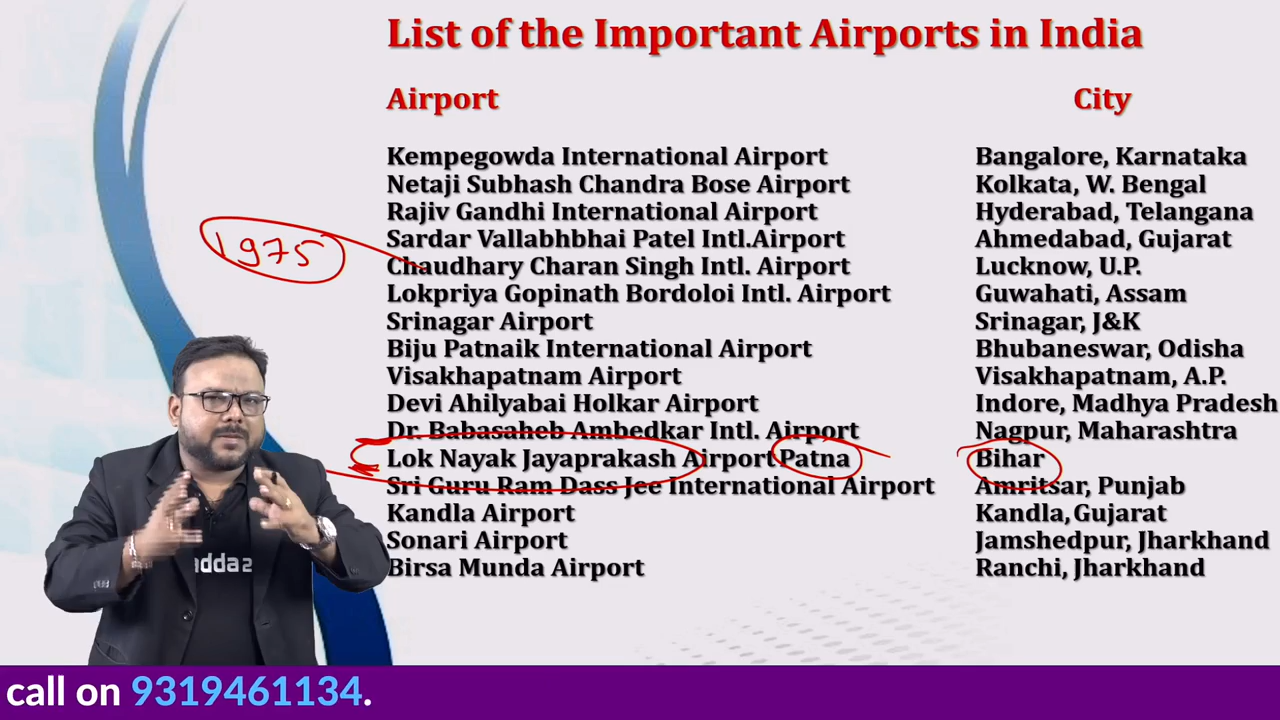 List of the Important Airports in India
Airport City
Kempegowda International Airport Bangalore, Karnataka
Netaji Subhash Chandra Bose Airport Kolkata, W. Bengal
Rajiv Gandhi International Airport Hyderabad, Telangana
1975
Sardar Vallabhbhai Patel Intl.Airport Ahmedabad, Gujarat
Chaudhary Charan Singh Intl. Airport Lucknow, U.P.
Lokpriya Gopinath Bordoloi Intl. Airport Guwahati, Assam
Srinagar Airport Srinagar, J&K
Biju Patnaik International Airport Bhubaneswar, Odisha
Visakhapatnam Airport Visakhapatnam, A.P.
Devi Ahilyabai Holkar Airport Indore, Madhya Pradesh
Dr. Babasaheb Ambedkar Intl. Airport Nagpur, Maharashtra
Lok Nayak Jayaprakash Airport Patna Bihar
Sri Guru Ram Dass Jee International Airport Amritsar, Punjab
Kandla Airport Kandla, Gujarat
Sonari Airport Jamshedpur, Jharkhand
Birsa Munda Airport Ranchi, Jharkhand
adda2
call on 9319461134.